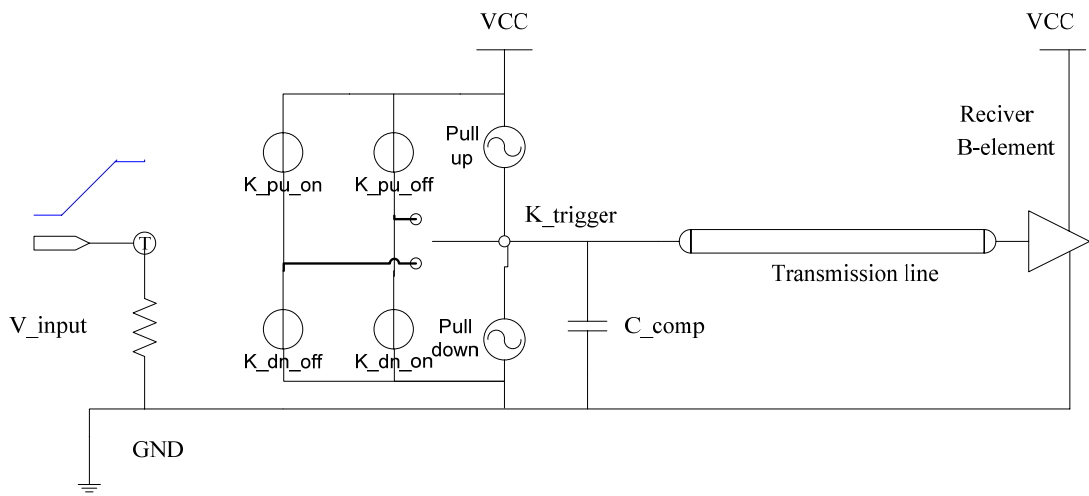 VCC
VCC
Reciver
B-element
Pull
up
K_pu_on
K_pu_off
K_trigger
T
Transmission line
V_input
Pull
down
C_comp
K_dn_off
K_dn_on
GND